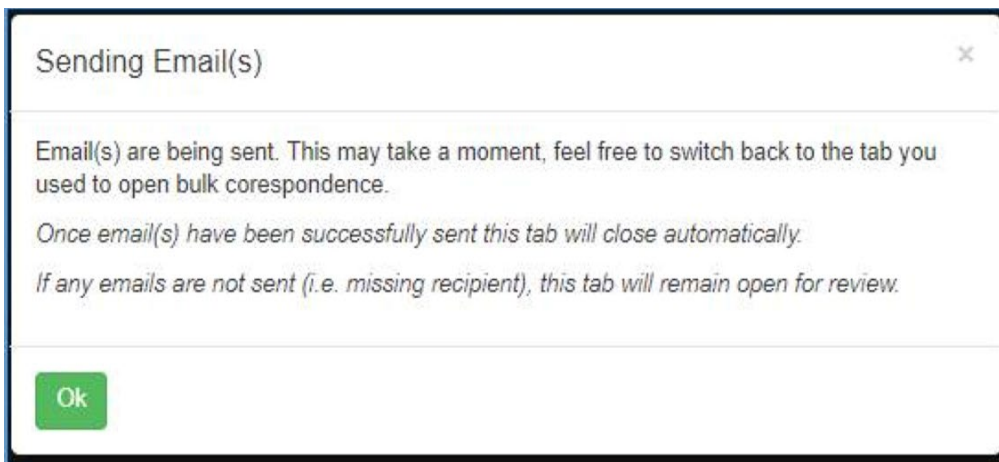 Sending Email(s)
×
Email(s) are being sent. This may take a moment, feel free to switch back to the tab you
used to open bulk corespondence.
Once email(s) have been successfully sent this tab will close automatically.
If any emails are not sent (i.e. missing recipient), this tab will remain open for review.
Ok